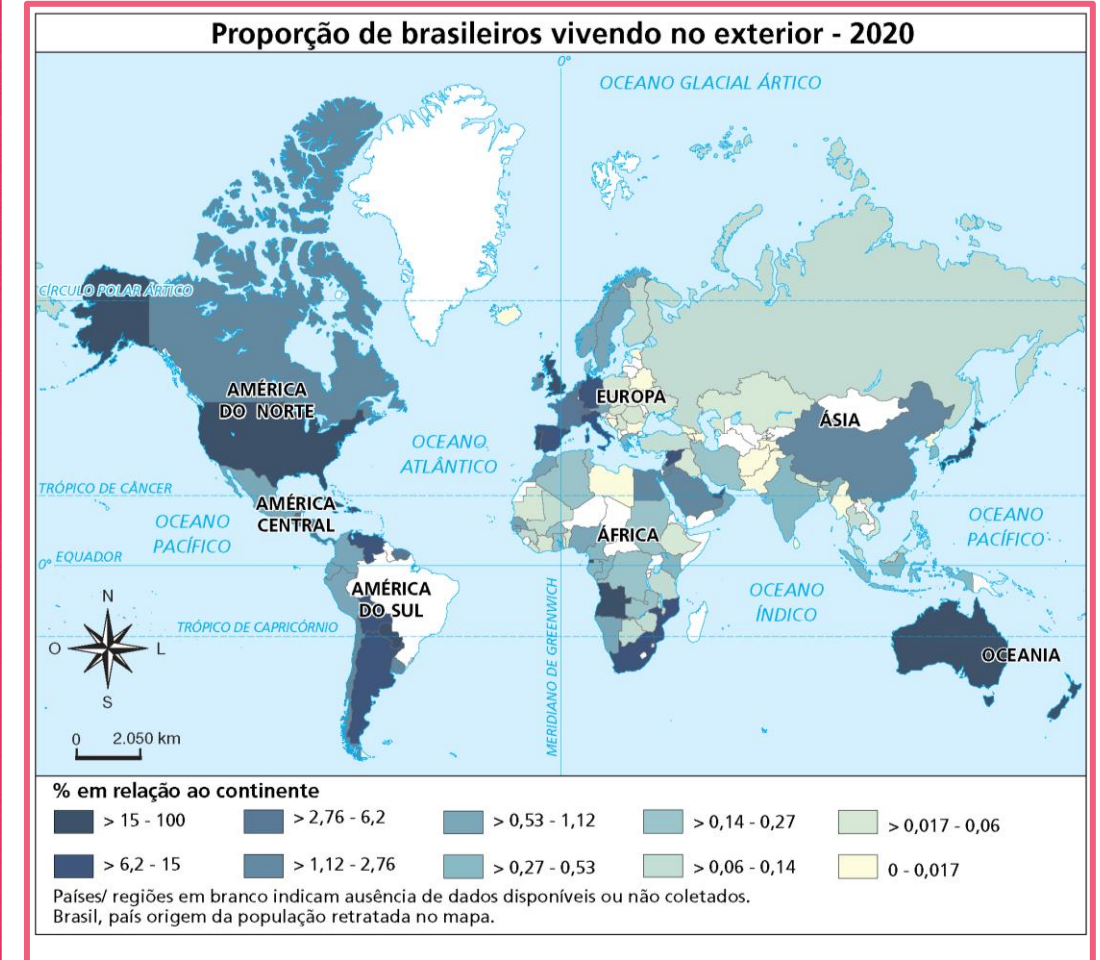 Proporção de brasileiros vivendo no exterior - 2020
0°
OCEANO GLACIAL ÁRTICO
CÍRCULO POLAR ÁRTICO
AMÉRICA
DO NORTE
EUROPA
ÁSIA
OCEANO
ATLÂNTICO
TRÓPICO DE CÂNCER
AMÉRICA
CENTRAL
OCEANO
PACÍFICO
ÁFRICA
OCEANO
PACÍFICO
0° EQUADOR
AMÉRICA
DO SUL
OCEANO
ÍNDICO
TRÓPICO DE CAPRICÓRNIO
MERIDIANO DE GREENWICH
OCEANIA
N
O
L
S
0 2.050 km
% em relação ao continente
> 15 - 100
> 2,76 - 6,2
> 0,53 - 1,12
> 0,14 - 0,27
> 0,017 - 0,06
> 6,2 - 15
> 1,12 - 2,76
> 0,27 - 0,53
> 0,06 - 0,14
0 - 0,017
Países/ regiões em branco indicam ausência de dados disponíveis ou não coletados.
Brasil, país origem da população retratada no mapa.